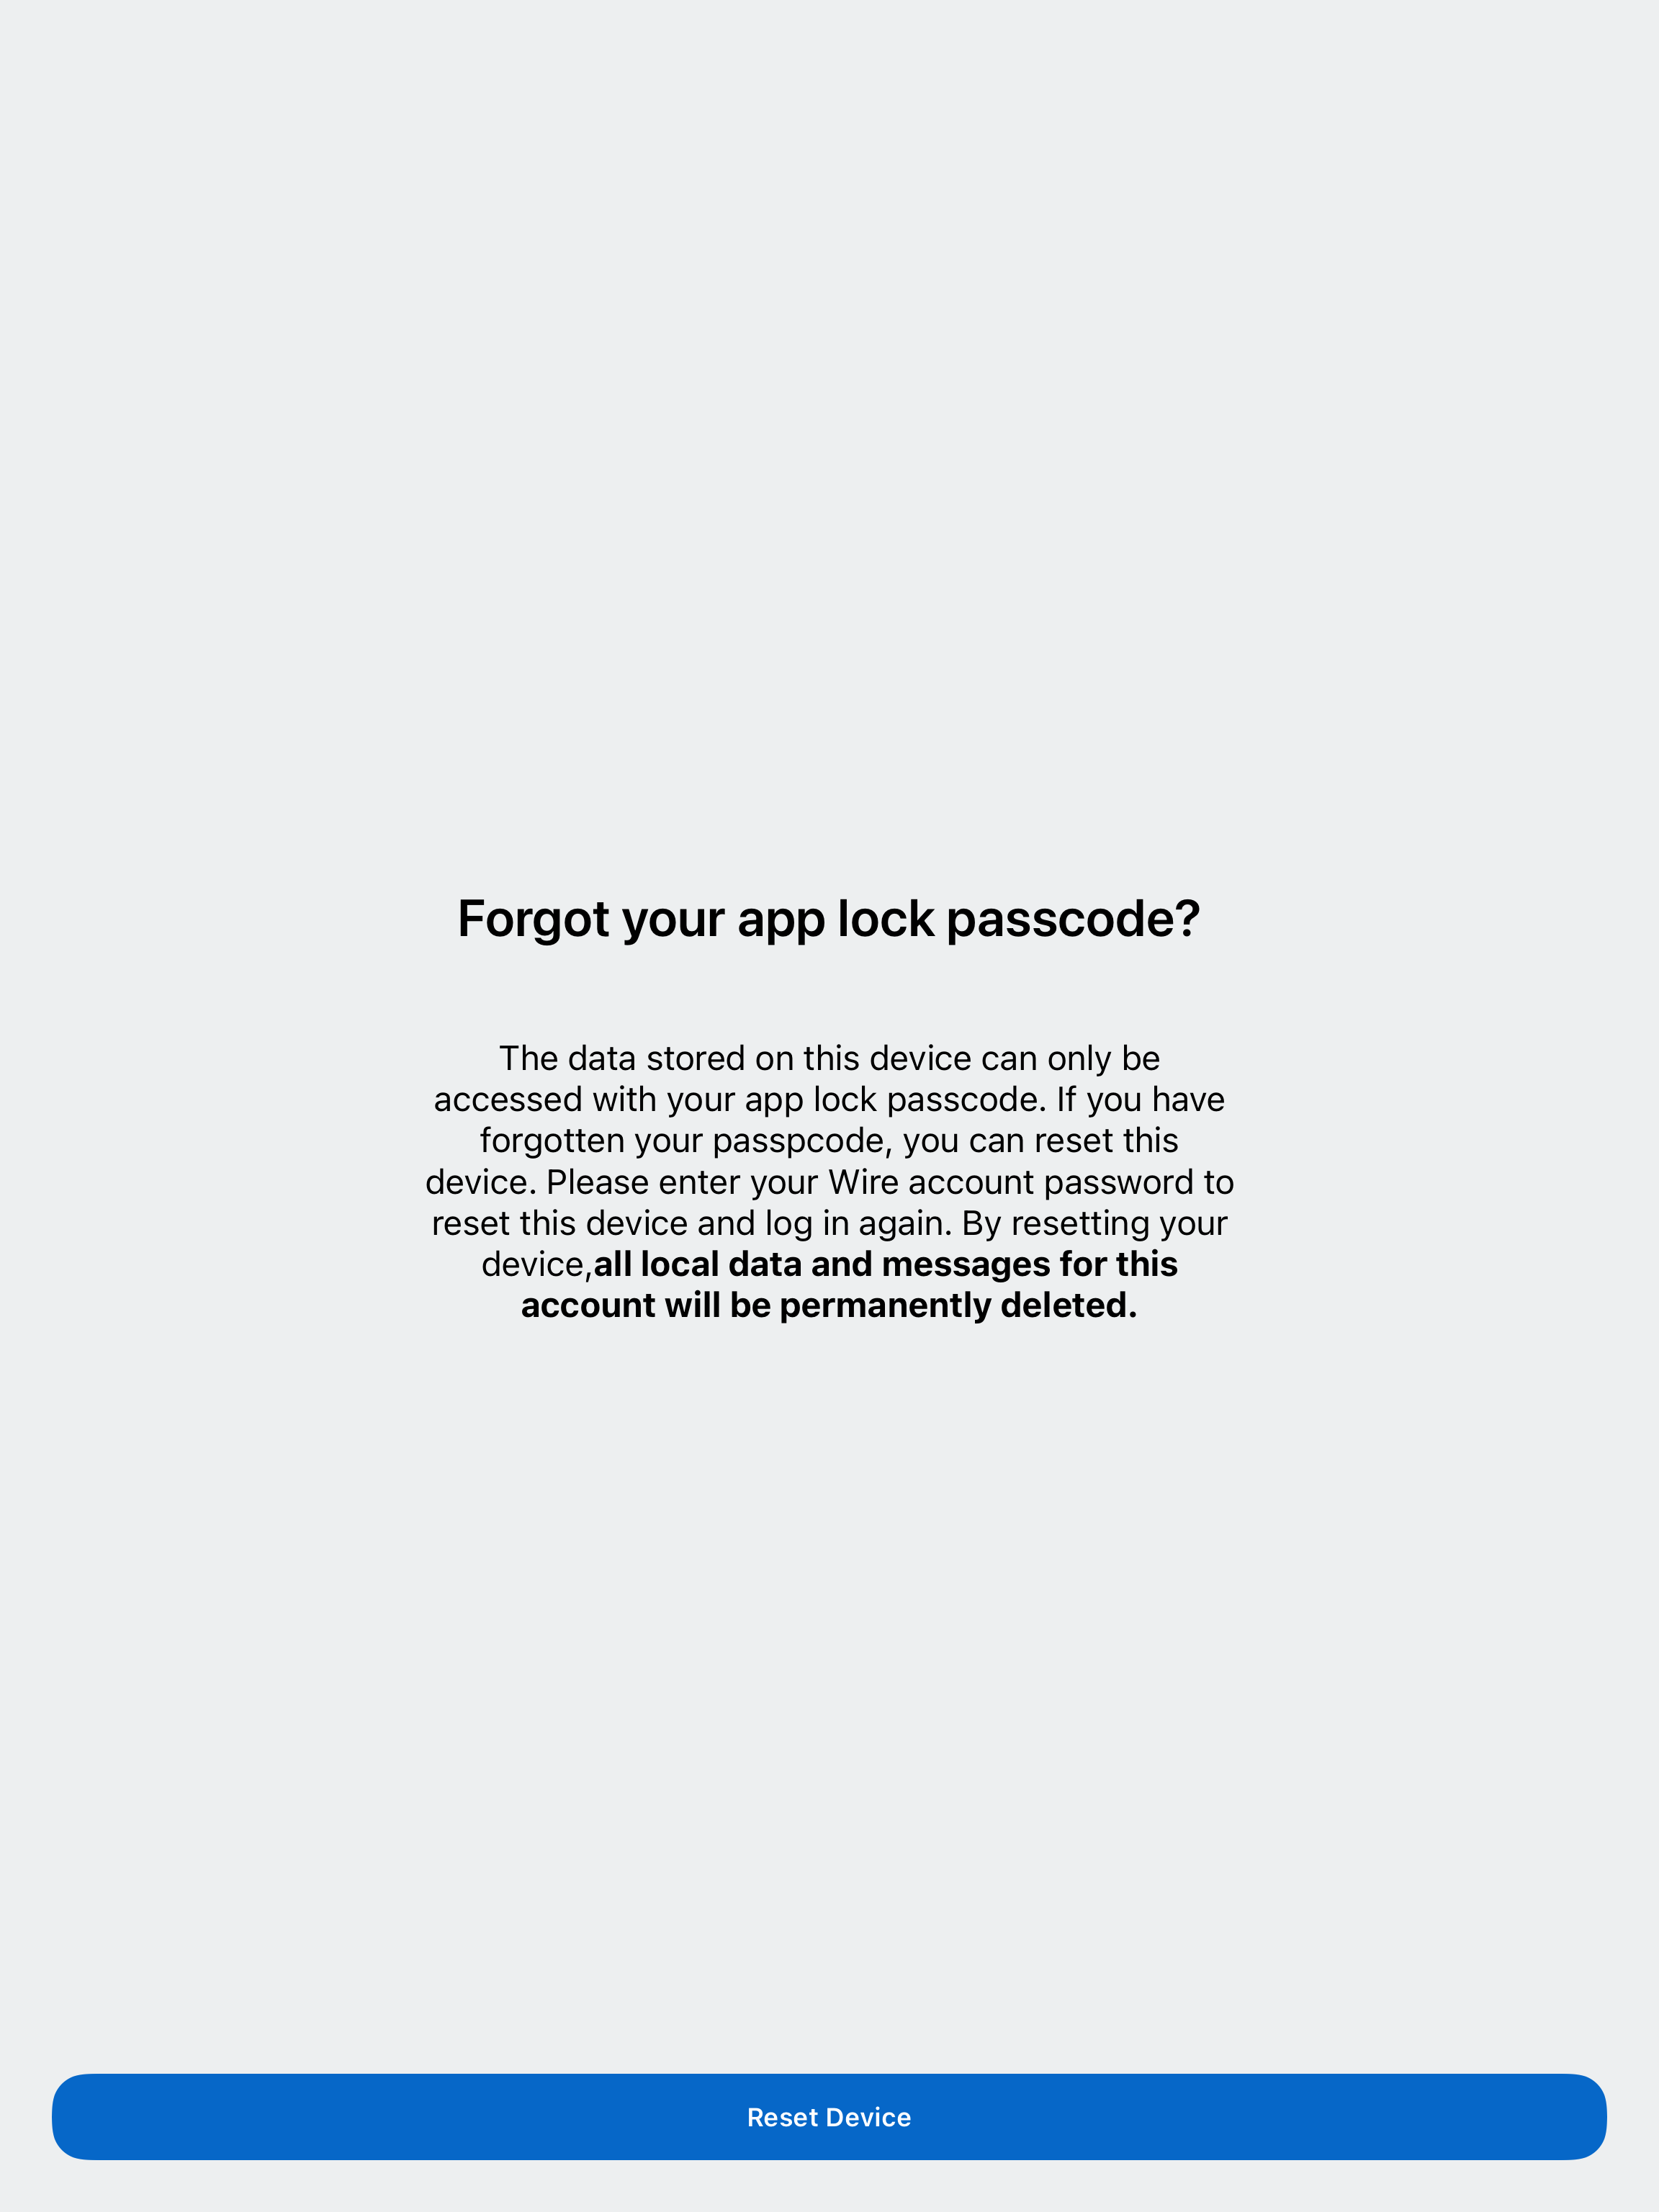 Forgot your app lock passcode?
The data stored on this device can only be
accessed with your app lock passcode. If you have
forgotten your passpcode, you can reset this
device. Please enter your Wire account password to
reset this device and log in again. By resetting your
device,all local data and messages for this
account will be permanently deleted.
Reset Device